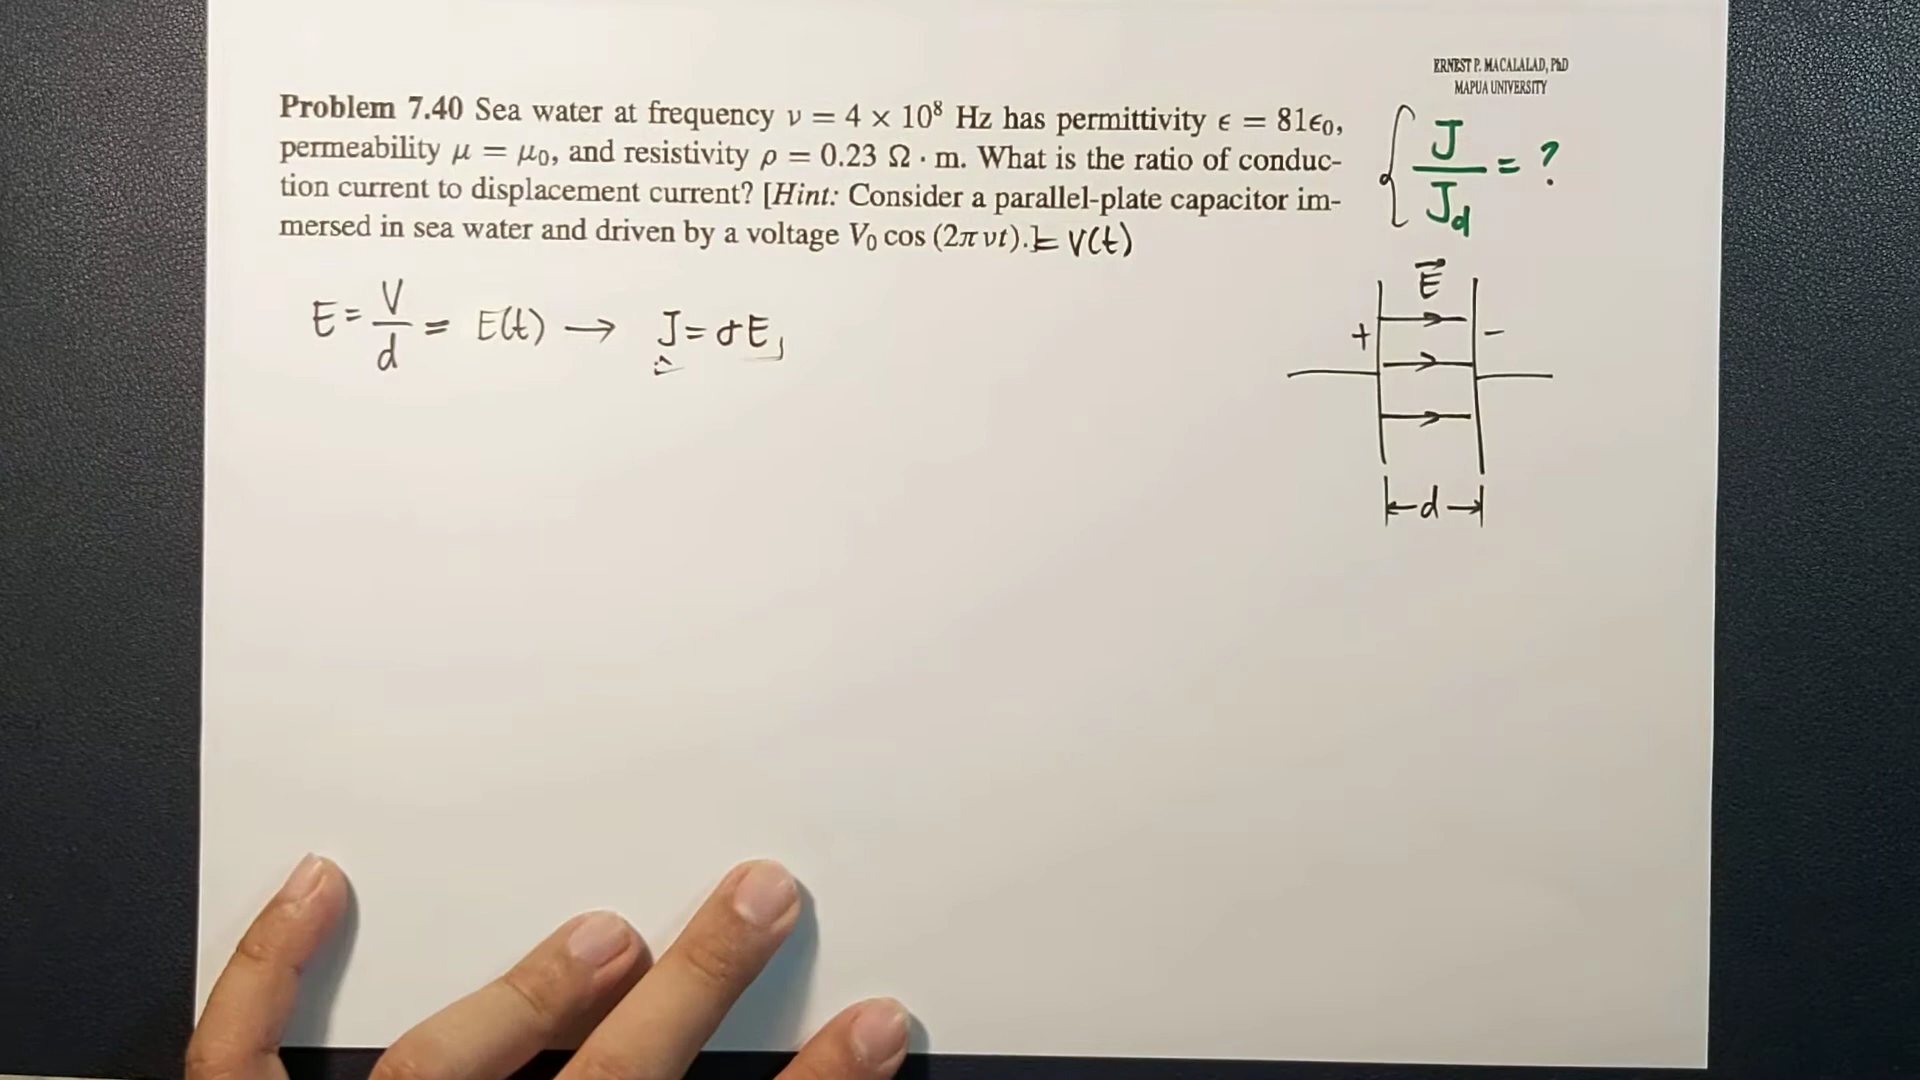 ERNEST P. MACALALAD, PhD
MAPUA UNIVERSITY
Problem 7.40 Sea water at frequency ν = 4 × 10⁸ Hz has permittivity ϵ = 81ϵ₀,
permeability μ = μ₀, and resistivity ρ = 0.23 Ω · m. What is the ratio of conduc-
tion current to displacement current? [Hint: Consider a parallel-plate capacitor im-
mersed in sea water and driven by a voltage V₀ cos (2π νt).] = V(t)
J/J_d = ?
E = V/d = E(t) → J = σE,
E⃗
+ −
d